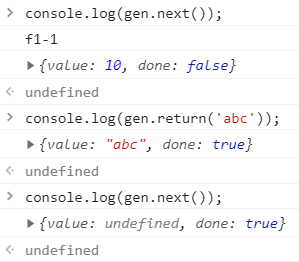 > console.log(gen.next());
f1-1
▶{value: 10, done: false}
<· undefined
> console.log(gen.return('abc'));
▶{value: "abc", done: true}
<· undefined
> console.log(gen.next());
▶{value: undefined, done: true}
<· undefined